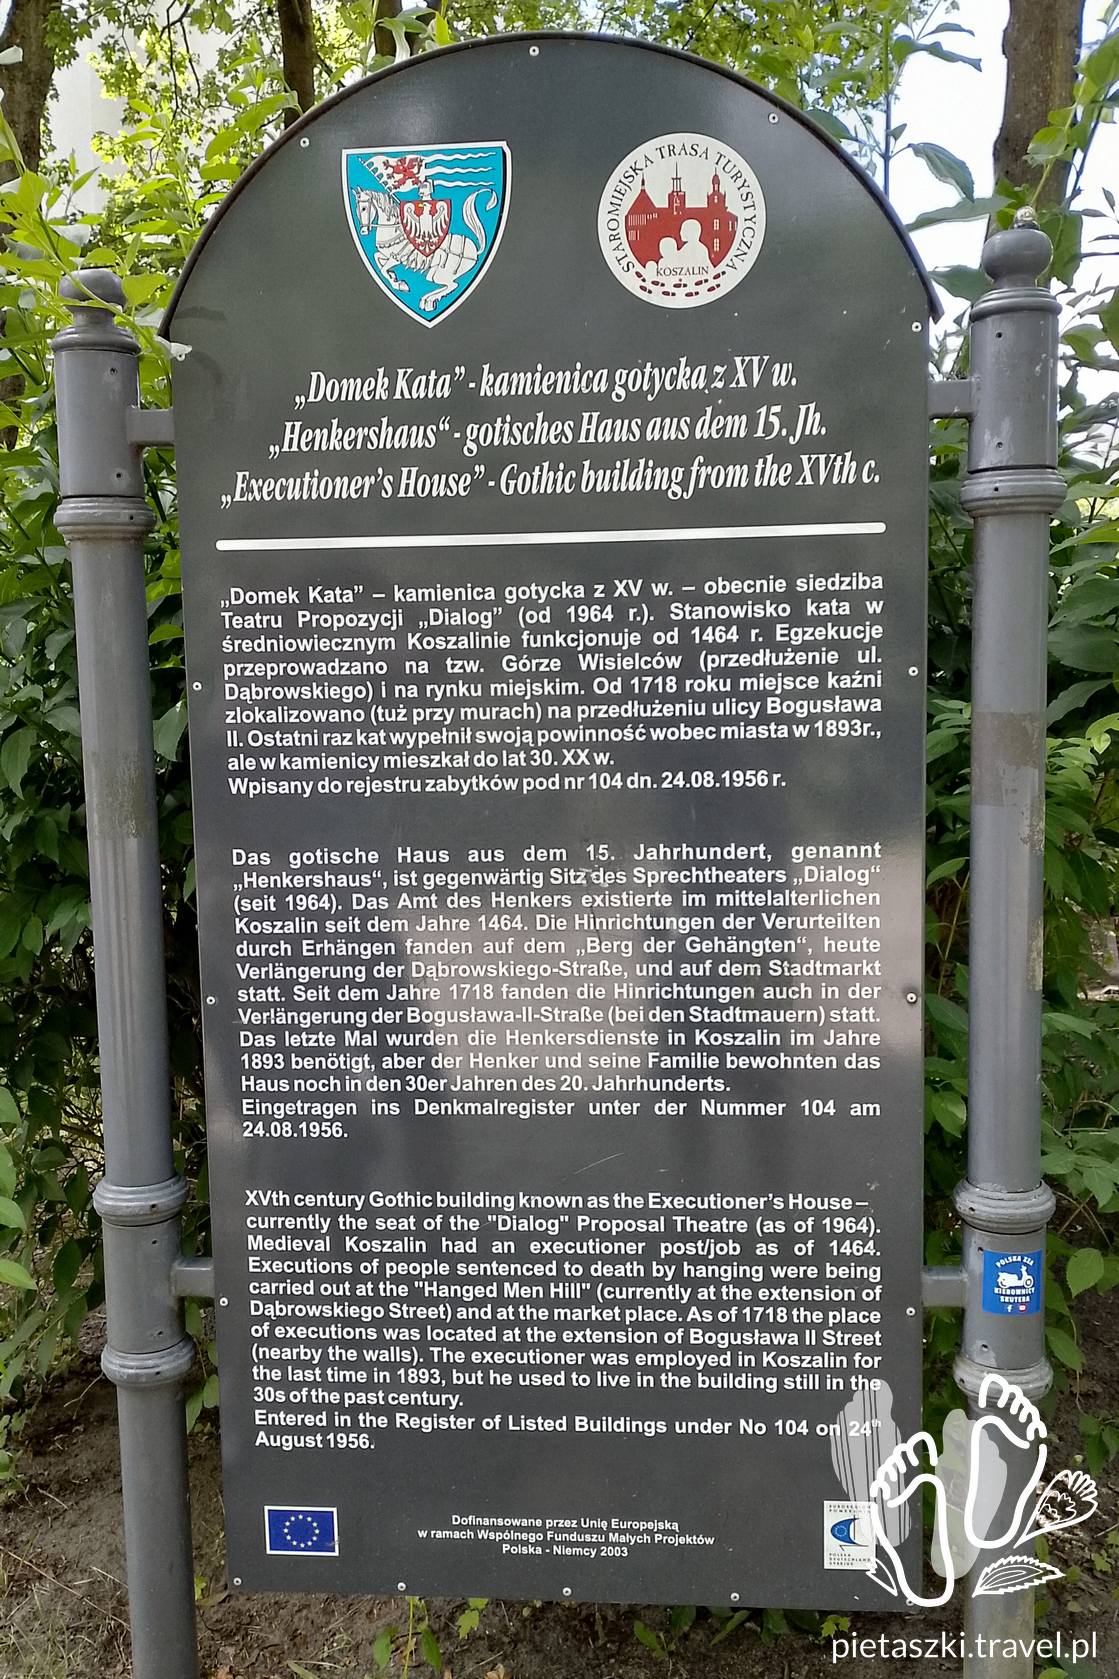 STAROMIEJSKA TRASA TURYSTYCZNA
KOSZALIN
„Domek Kata” - kamienica gotycka z XV w.
„Henkershaus“ - gotisches Haus aus dem 15. Jh.
„Executioner’s House” - Gothic building from the XVth c.
„Domek Kata” – kamienica gotycka z XV w. – obecnie siedziba
Teatru Propozycji „Dialog” (od 1964 r.). Stanowisko kata w
średniowiecznym Koszalinie funkcjonuje od 1464 r. Egzekucje
przeprowadzano na tzw. Górze Wisielców (przedłużenie ul.
Dąbrowskiego) i na rynku miejskim. Od 1718 roku miejsce kaźni
zlokalizowano (tuż przy murach) na przedłużeniu ulicy Bogusława
II. Ostatni raz kat wypełnił swoją powinność wobec miasta w 1893r.,
ale w kamienicy mieszkał do lat 30. XX w.
Wpisany do rejestru zabytków pod nr 104 dn. 24.08.1956 r.
Das gotische Haus aus dem 15. Jahrhundert, genannt
„Henkershaus“, ist gegenwärtig Sitz des Sprechtheaters „Dialog“
(seit 1964). Das Amt des Henkers existierte im mittelalterlichen
Koszalin seit dem Jahre 1464. Die Hinrichtungen der Verurteilten
durch Erhängen fanden auf dem „Berg der Gehängten“, heute
Verlängerung der Dąbrowskiego-Straße, und auf dem Stadtmarkt
statt. Seit dem Jahre 1718 fanden die Hinrichtungen auch in der
Verlängerung der Bogusława-II-Straße (bei den Stadtmauern) statt.
Das letzte Mal wurden die Henkersdienste in Koszalin im Jahre
1893 benötigt, aber der Henker und seine Familie bewohnten das
Haus noch in den 30er Jahren des 20. Jahrhunderts.
Eingetragen ins Denkmalregister unter der Nummer 104 am
24.08.1956.
XVth century Gothic building known as the Executioner’s House –
currently the seat of the "Dialog" Proposal Theatre (as of 1964).
Medieval Koszalin had an executioner post/job as of 1464.
Executions of people sentenced to death by hanging were being
carried out at the "Hanged Men Hill" (currently at the extension of
Dąbrowskiego Street) and at the market place. As of 1718 the place
of executions was located at the extension of Bogusława II Street
(nearby the walls). The executioner was employed in Koszalin for
the last time in 1893, but he used to live in the building still in the
30s of the past century.
Entered in the Register of Listed Buildings under No 104 on 24th
August 1956.
POLSKA ZZA
KIEROWNICY
SKUTERA
Dofinansowane przez Unię Europejską
w ramach Wspólnego Funduszu Małych Projektów
Polska - Niemcy 2003
EUROREGION
POMERANIA
POLSKA
DEUTSCHLAND
SVERIGE
pietaszki.travel.pl